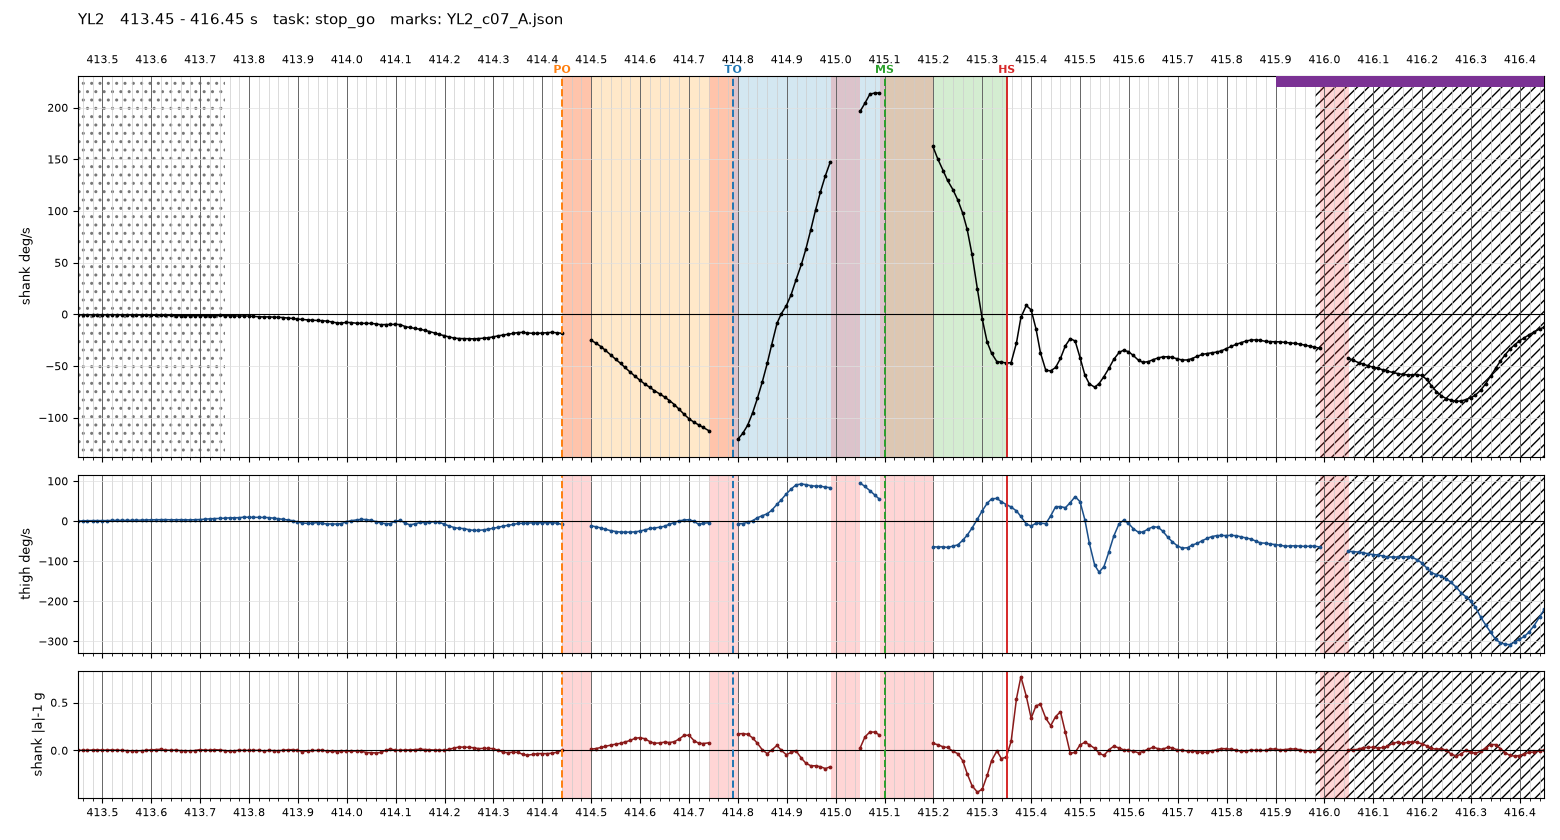 YL2   413.45 - 416.45 s   task: stop_go   marks: YL2_c07_A.json
413.5 413.6 413.7 413.8 413.9 414.0 414.1 414.2 414.3 414.4 414.5 414.6 414.7 414.8 414.9 415.0 415.1 415.2 415.3 415.4 415.5 415.6 415.7 415.8 415.9 416.0 416.1 416.2 416.3 416.4
PO TO MS HS
shank deg/s
200
150
100
50
0
−50
−100
thigh deg/s
100
0
−100
−200
−300
shank |a|-1 g
0.5
0.0
413.5 413.6 413.7 413.8 413.9 414.0 414.1 414.2 414.3 414.4 414.5 414.6 414.7 414.8 414.9 415.0 415.1 415.2 415.3 415.4 415.5 415.6 415.7 415.8 415.9 416.0 416.1 416.2 416.3 416.4